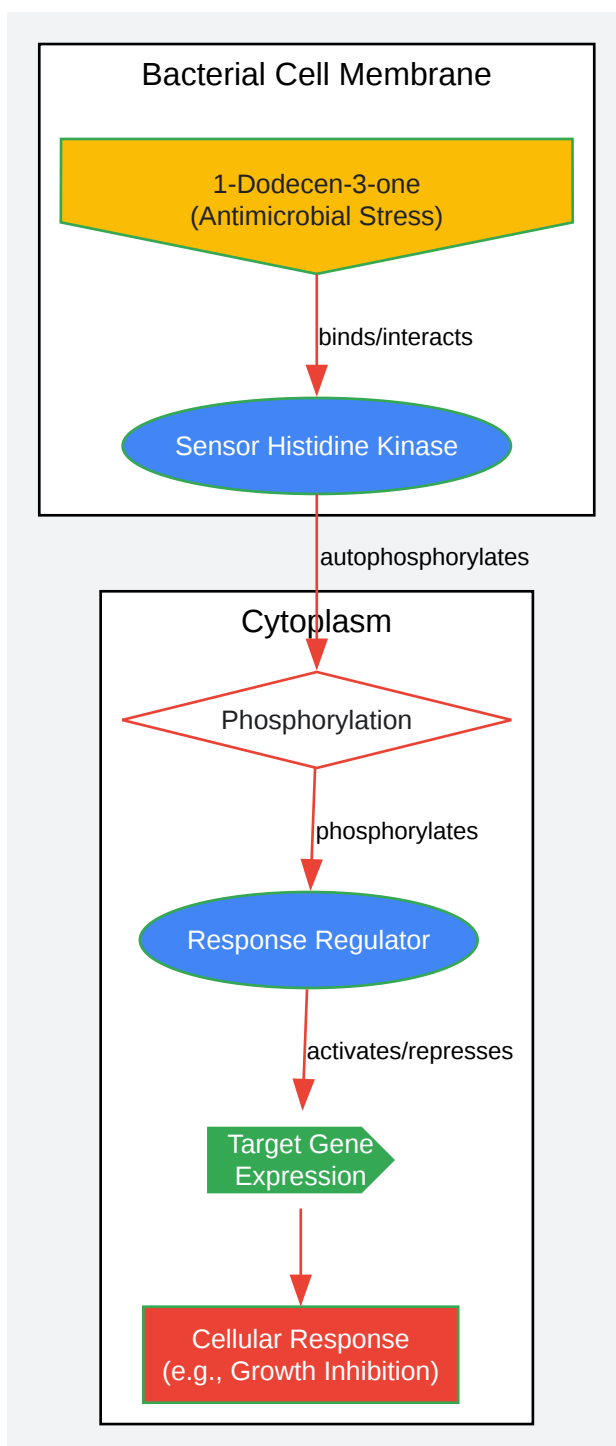 Bacterial Cell Membrane
1-Dodecen-3-one
(Antimicrobial Stress)
binds/interacts
Sensor Histidine Kinase
autophosphorylates
Cytoplasm
Phosphorylation
phosphorylates
Response Regulator
activates/represses
Target Gene
Expression
Cellular Response
(e.g., Growth Inhibition)